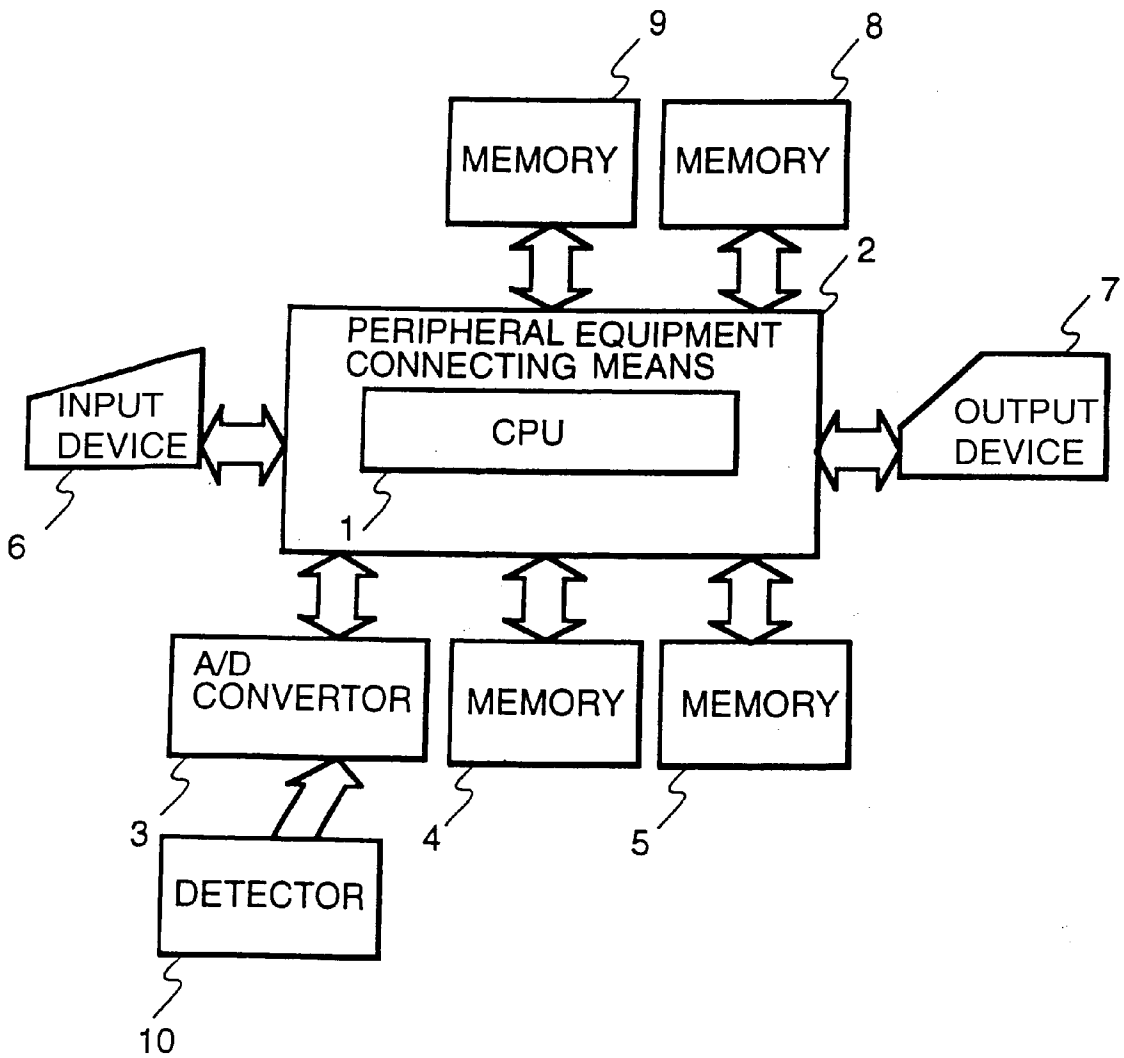 9
8
MEMORY
MEMORY
2
7
PERIPHERAL EQUIPMENT
CONNECTING MEANS
INPUT
DEVICE
CPU
OUTPUT
DEVICE
6
1
A/D
CONVERTOR
MEMORY
MEMORY
3
4
5
DETECTOR
10